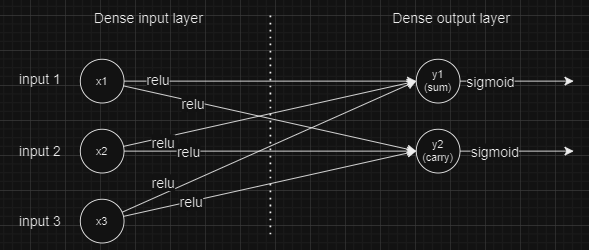 Dense input layer
Dense output layer
input 1
x1
relu
relu
y1
(sum)
sigmoid
input 2
x2
relu
relu
y2
(carry)
sigmoid
relu
input 3
x3
relu